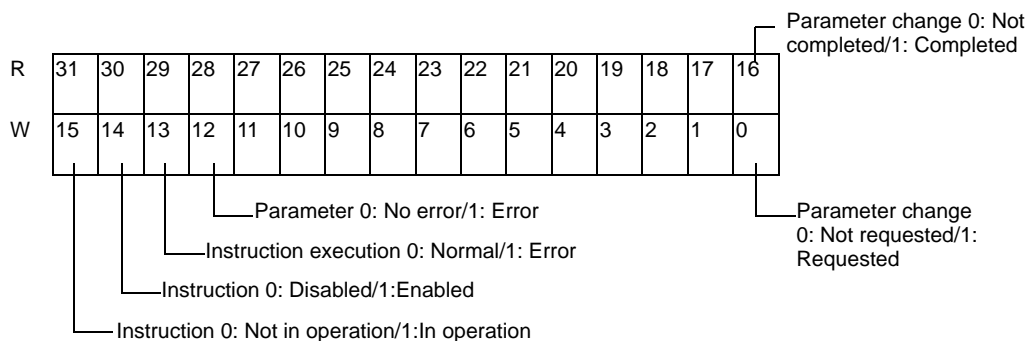 Parameter change 0: Not
completed/1: Completed
R 31 30 29 28 27 26 25 24 23 22 21 20 19 18 17 16
W 15 14 13 12 11 10 9 8 7 6 5 4 3 2 1 0
Parameter 0: No error/1: Error
Parameter change
0: Not requested/1:
Requested
Instruction execution 0: Normal/1: Error
Instruction 0: Disabled/1:Enabled
Instruction 0: Not in operation/1:In operation